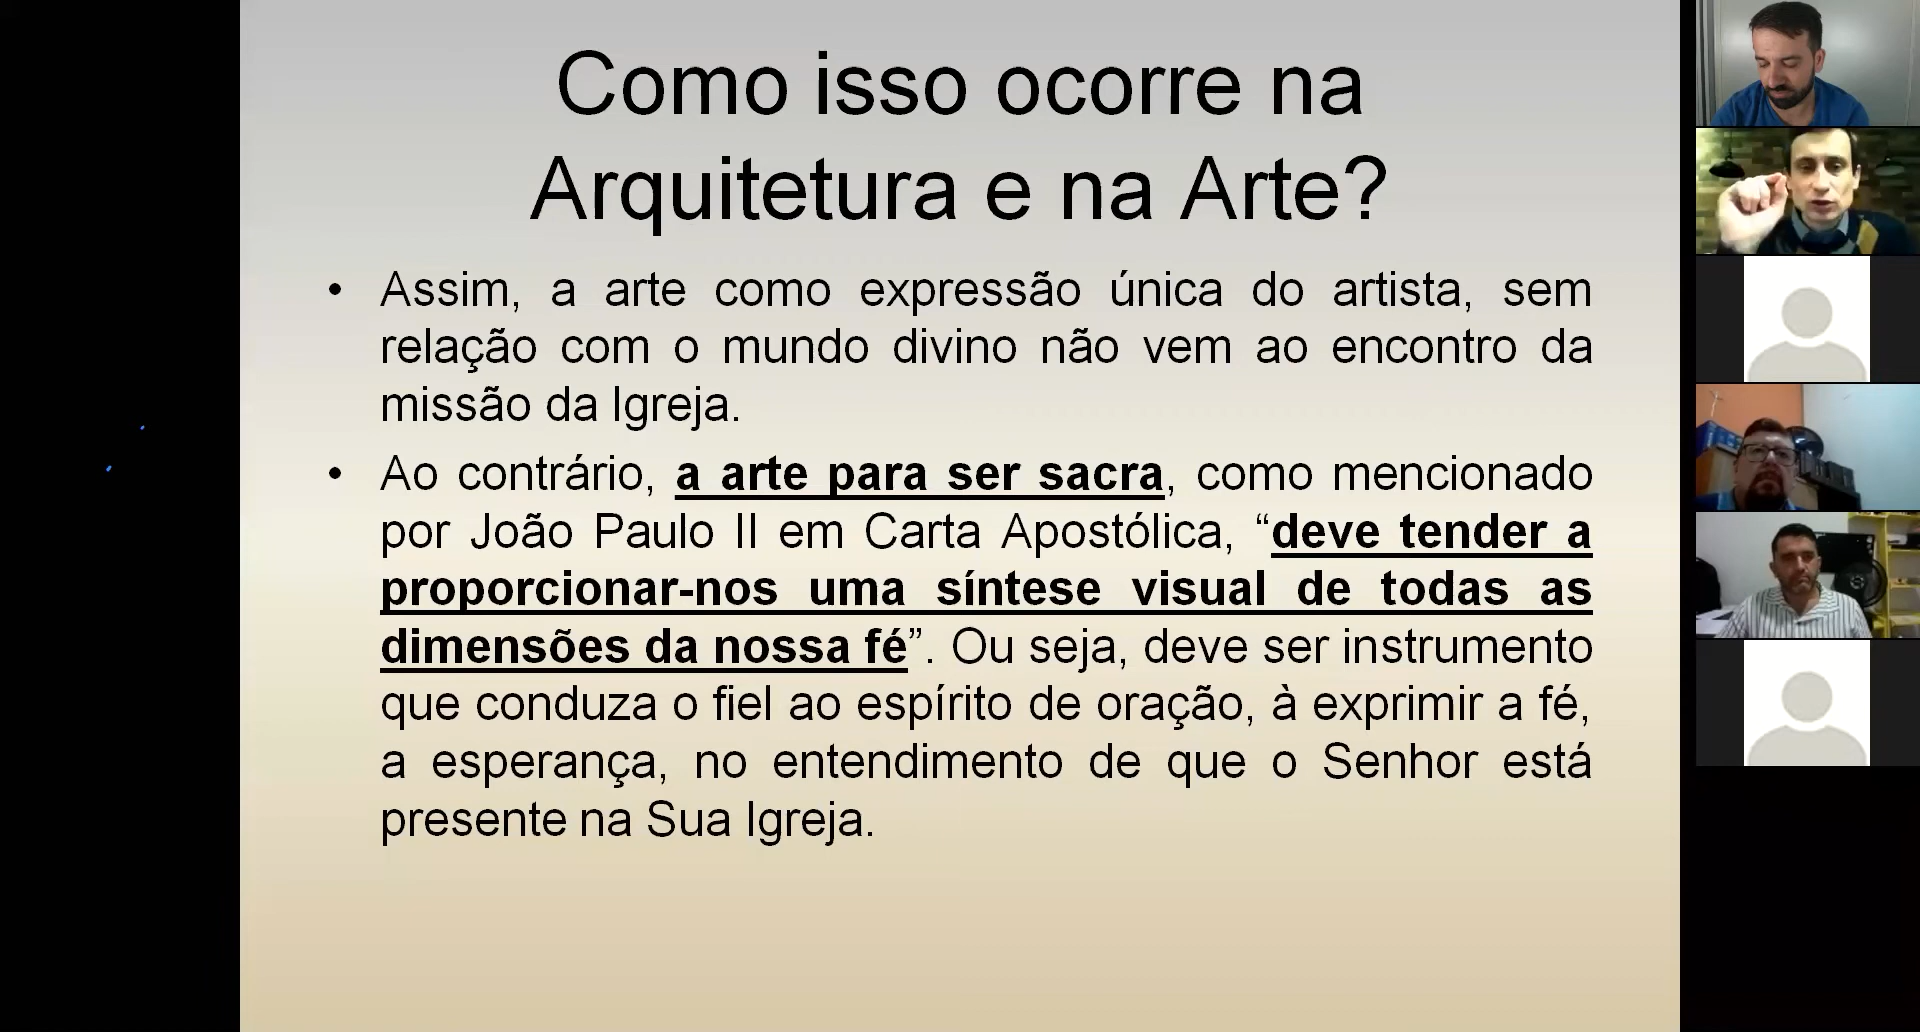 Como isso ocorre na
Arquitetura e na Arte?
• Assim, a arte como expressão única do artista, sem
relação com o mundo divino não vem ao encontro da
missão da Igreja.
• Ao contrário, a arte para ser sacra, como mencionado
por João Paulo II em Carta Apostólica, “deve tender a
proporcionar-nos uma síntese visual de todas as
dimensões da nossa fé”. Ou seja, deve ser instrumento
que conduza o fiel ao espírito de oração, à exprimir a fé,
a esperança, no entendimento de que o Senhor está
presente na Sua Igreja.